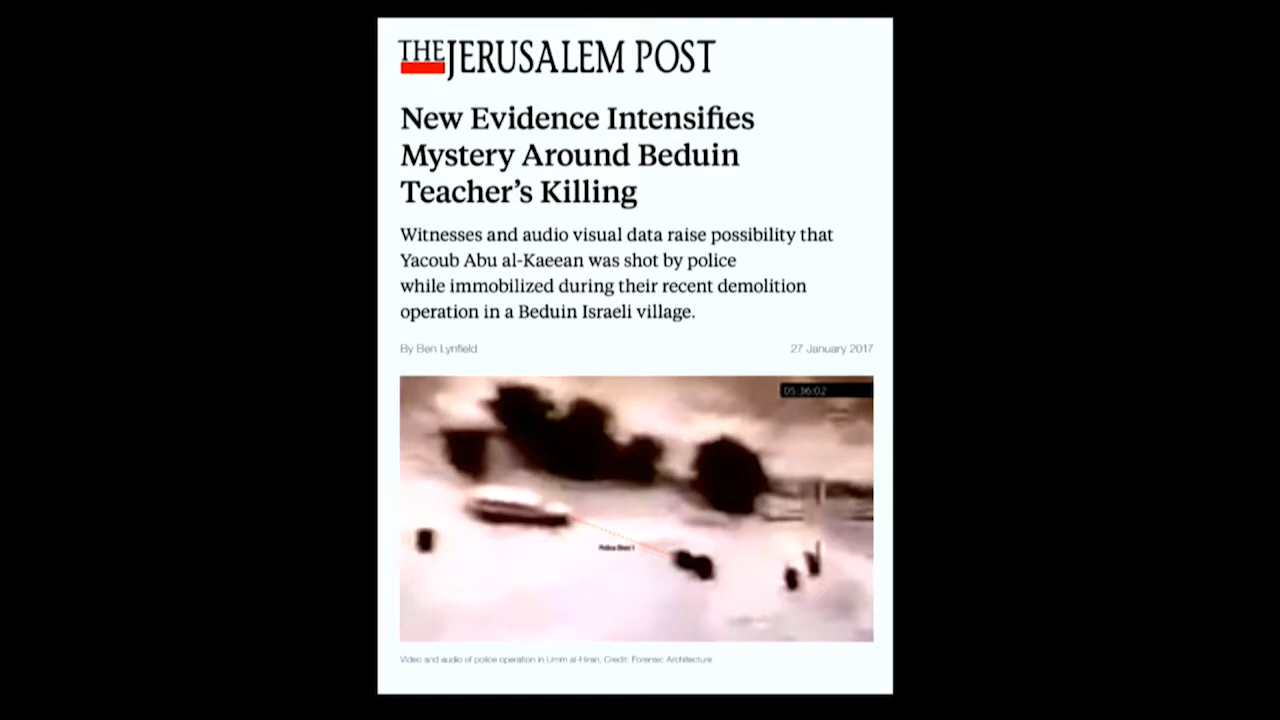 THE JERUSALEM POST
New Evidence Intensifies
Mystery Around Beduin
Teacher’s Killing
Witnesses and audio visual data raise possibility that
Yacoub Abu al-Kaeean was shot by police
while immobilized during their recent demolition
operation in a Beduin Israeli village.
By Ben Lynfield
27 January 2017
05:36:02
Police Shot 1
Video and audio of police operation in Umm al-Hiran, Credit: Forensic Architecture